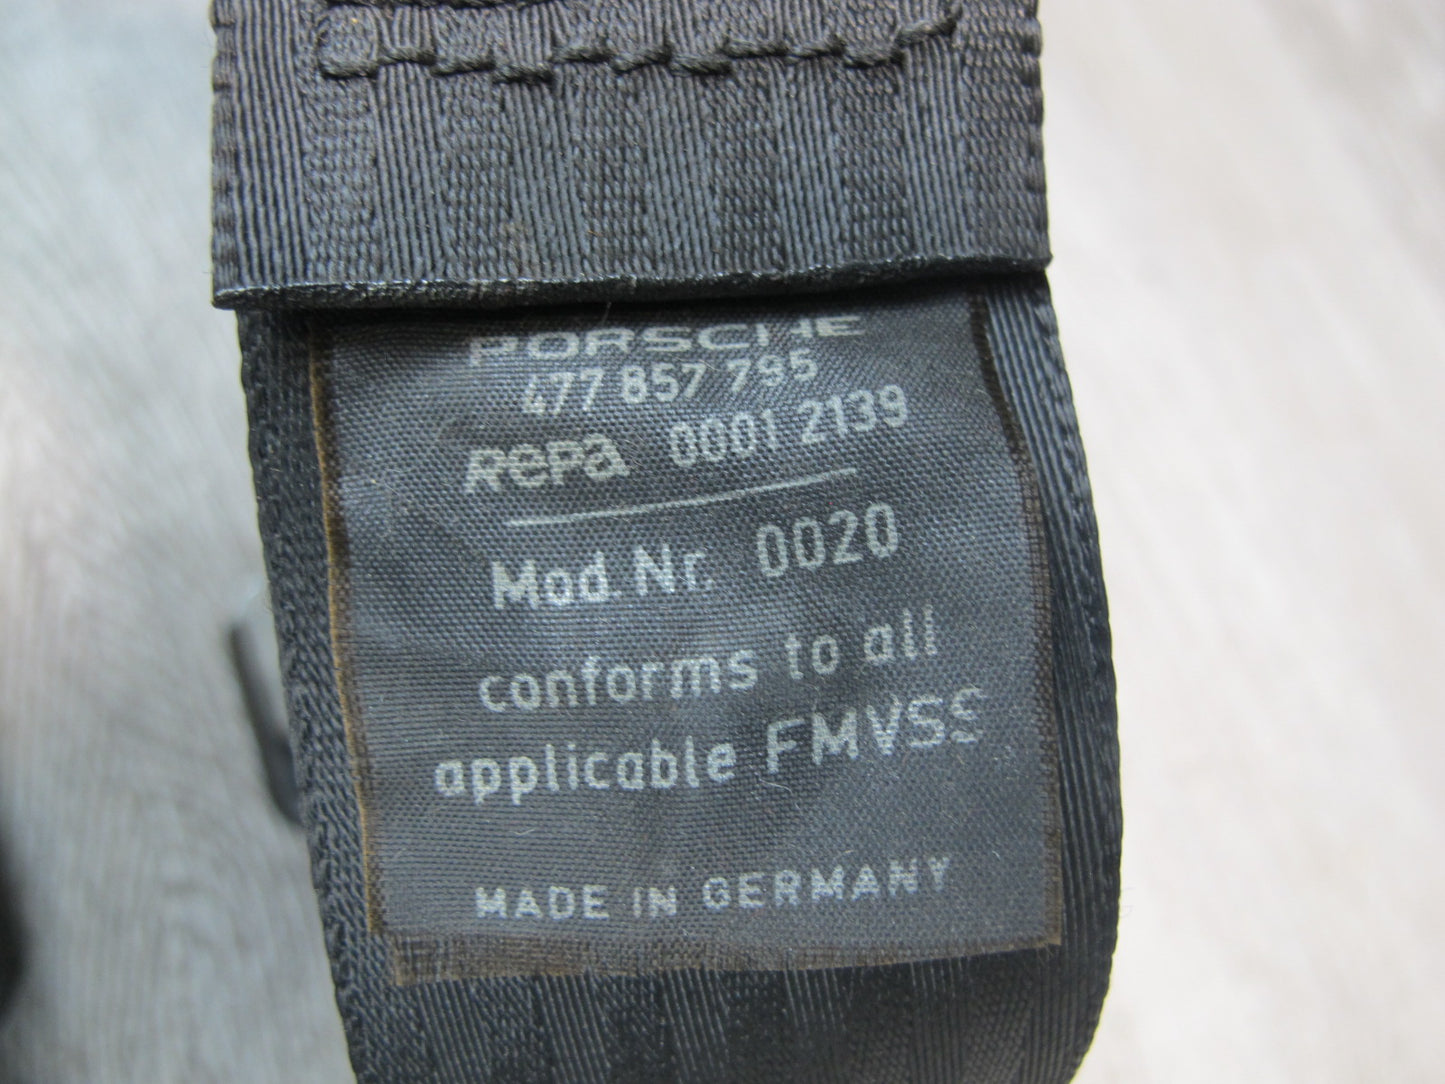 PORSCHE
477 857 795
RePa 0001 2139
Mod. Nr. 0020
conforms to all
applicable FMVSS
MADE IN GERMANY